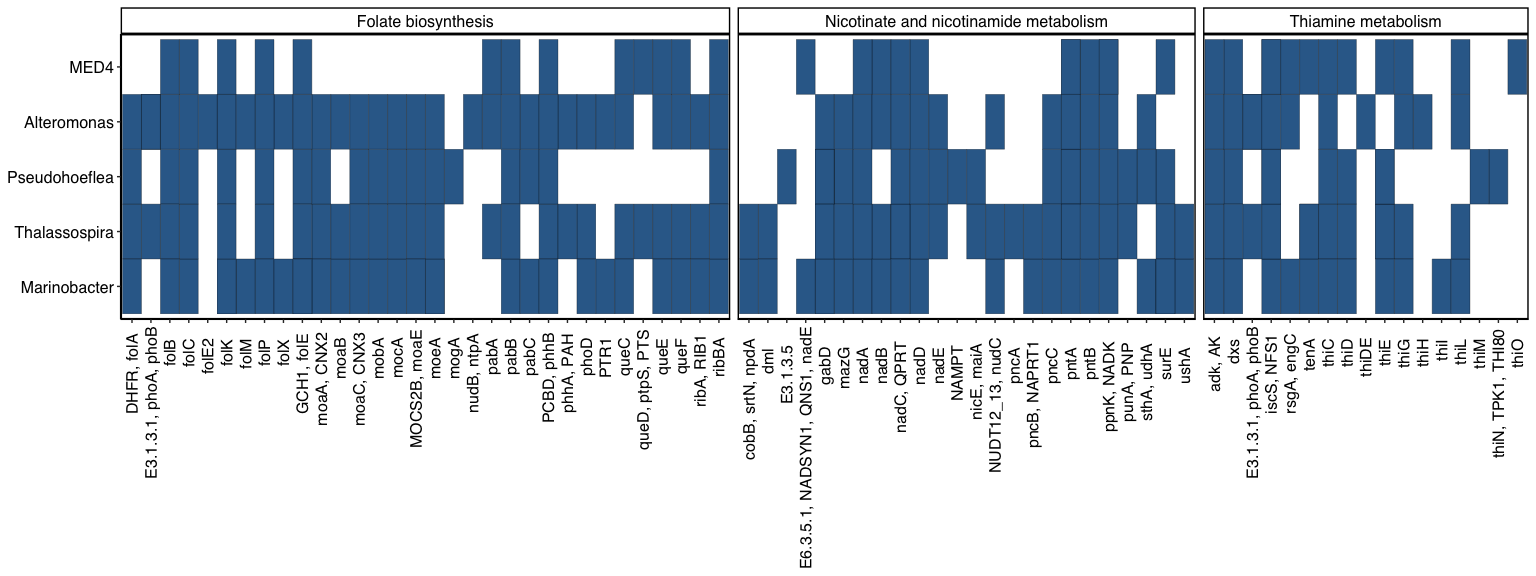 Folate biosynthesis
Nicotinate and nicotinamide metabolism
Thiamine metabolism
MED4
Alteromonas
Pseudohoeflea
Thalassospira
Marinobacter
DHFR, folA
E3.1.3.1, phoA, phoB
folB
folC
folE2
folK
folM
folP
folX
GCH1, folE
moaA, CNX2
moaB
moaC, CNX3
mobA
mocA
MOCS2B, moaE
moeA
mogA
nudB, ntpA
pabA
pabB
pabC
PCBD, phhB
phhA, PAH
phoD
PTR1
queC
queD, ptpS, PTS
queE
queF
ribA, RIB1
ribBA
cobB, srtN, npdA
dmI
E3.1.3.5
E6.3.5.1, NADSYN1, QNS1, nadE
gabD
mazG
nadA
nadB
nadC, QPRT
nadD
nadE
NAMPT
nicE, maiA
NUDT12_13, nudC
pncA
pncB, NAPRT1
pncC
pntA
pntB
ppnK, NADK
punA, PNP
sthA, udhA
surE
ushA
adk, AK
dxs
E3.1.3.1, phoA, phoB
iscS, NFS1
rsgA, engC
tenA
thiC
thiD
thiDE
thiE
thiG
thiH
thiI
thiL
thiM
thiN, TPK1, THI80
thiO